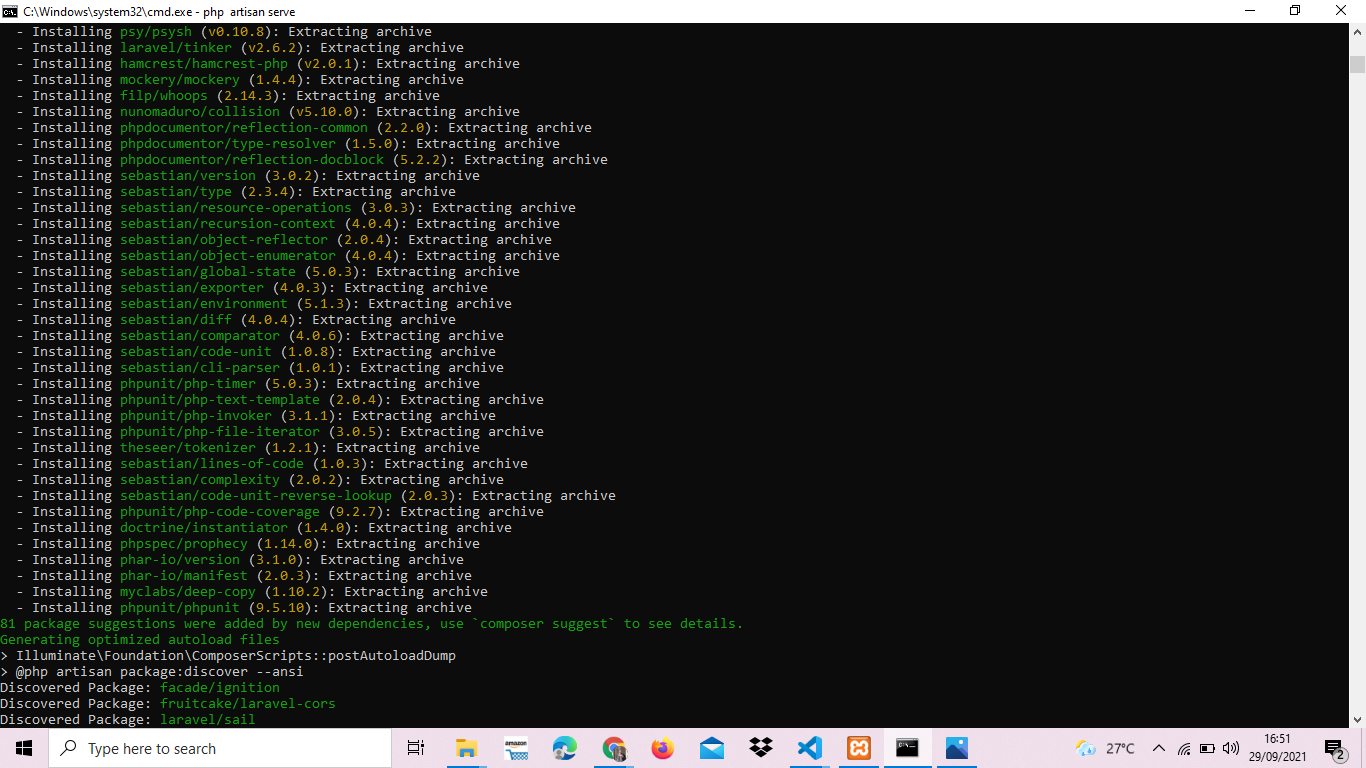 C:\Windows\system32\cmd.exe - php  artisan serve
- Installing psy/psysh (v0.10.8): Extracting archive
- Installing laravel/tinker (v2.6.2): Extracting archive
- Installing hamcrest/hamcrest-php (v2.0.1): Extracting archive
- Installing mockery/mockery (1.4.4): Extracting archive
- Installing filp/whoops (2.14.3): Extracting archive
- Installing nunomaduro/collision (v5.10.0): Extracting archive
- Installing phpdocumentor/reflection-common (2.2.0): Extracting archive
- Installing phpdocumentor/type-resolver (1.5.0): Extracting archive
- Installing phpdocumentor/reflection-docblock (5.2.2): Extracting archive
- Installing sebastian/version (3.0.2): Extracting archive
- Installing sebastian/type (2.3.4): Extracting archive
- Installing sebastian/resource-operations (3.0.3): Extracting archive
- Installing sebastian/recursion-context (4.0.4): Extracting archive
- Installing sebastian/object-reflector (2.0.4): Extracting archive
- Installing sebastian/object-enumerator (4.0.4): Extracting archive
- Installing sebastian/global-state (5.0.3): Extracting archive
- Installing sebastian/exporter (4.0.3): Extracting archive
- Installing sebastian/environment (5.1.3): Extracting archive
- Installing sebastian/diff (4.0.4): Extracting archive
- Installing sebastian/comparator (4.0.6): Extracting archive
- Installing sebastian/code-unit (1.0.8): Extracting archive
- Installing sebastian/cli-parser (1.0.1): Extracting archive
- Installing phpunit/php-timer (5.0.3): Extracting archive
- Installing phpunit/php-text-template (2.0.4): Extracting archive
- Installing phpunit/php-invoker (3.1.1): Extracting archive
- Installing phpunit/php-file-iterator (3.0.5): Extracting archive
- Installing theseer/tokenizer (1.2.1): Extracting archive
- Installing sebastian/lines-of-code (1.0.3): Extracting archive
- Installing sebastian/complexity (2.0.2): Extracting archive
- Installing sebastian/code-unit-reverse-lookup (2.0.3): Extracting archive
- Installing phpunit/php-code-coverage (9.2.7): Extracting archive
- Installing doctrine/instantiator (1.4.0): Extracting archive
- Installing phpspec/prophecy (1.14.0): Extracting archive
- Installing phar-io/version (3.1.0): Extracting archive
- Installing phar-io/manifest (2.0.3): Extracting archive
- Installing myclabs/deep-copy (1.10.2): Extracting archive
- Installing phpunit/phpunit (9.5.10): Extracting archive
81 package suggestions were added by new dependencies, use `composer suggest` to see details.
Generating optimized autoload files
> Illuminate\Foundation\ComposerScripts::postAutoloadDump
> @php artisan package:discover --ansi
Discovered Package: facade/ignition
Discovered Package: fruitcake/laravel-cors
Discovered Package: laravel/sail
Type here to search
amazon
27°C
16:51
29/09/2021
2